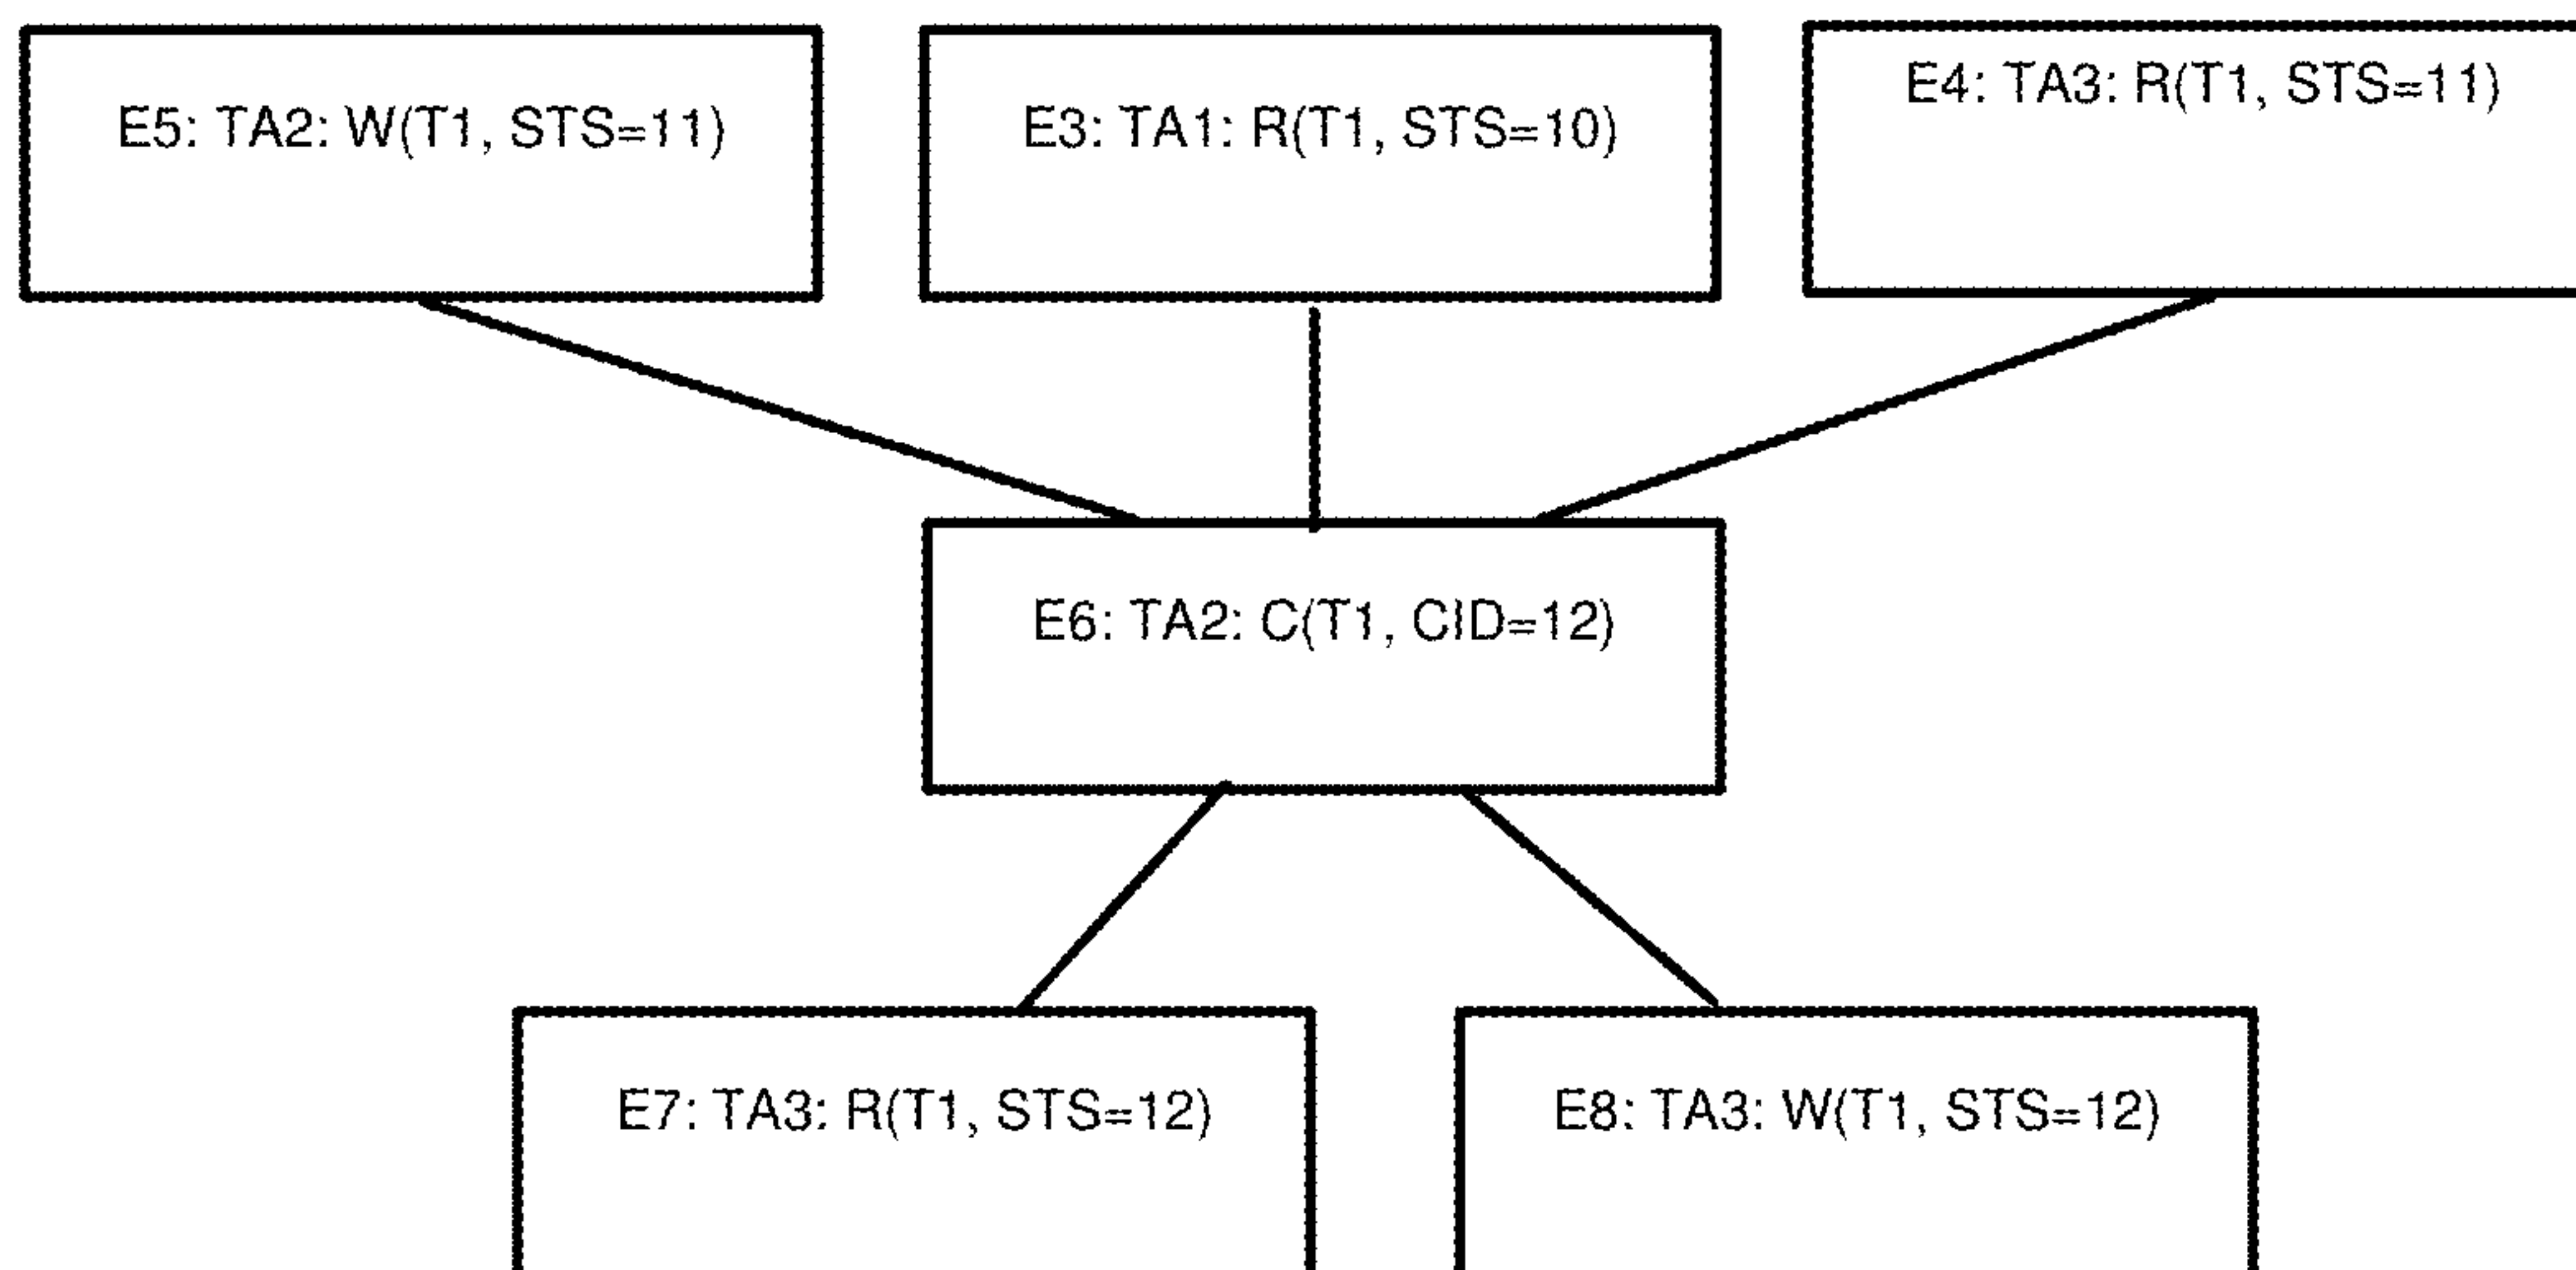 E5: TA2: W(T1, STS=11)
E3: TA1: R(T1, STS=10)
E4: TA3: R(T1, STS=11)
E6: TA2: C(T1, CID=12)
E7: TA3: R(T1, STS=12)
E8: TA3: W(T1, STS=12)